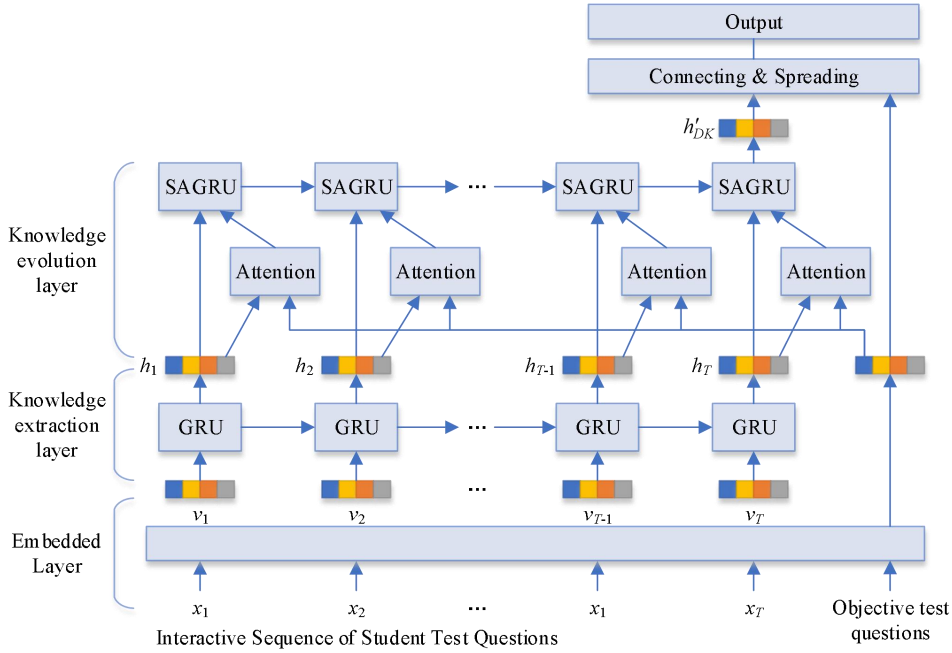 Output
Connecting & Spreading
h′DK
SAGRU SAGRU ... SAGRU SAGRU
Knowledge
evolution
layer
Attention Attention Attention Attention
h1 h2 hT-1 hT
Knowledge
extraction
layer
GRU GRU ... GRU GRU
...
v1 v2 vT-1 vT
Embedded
Layer
x1 x2 ... x1 xT
Objective test
questions
Interactive Sequence of Student Test Questions